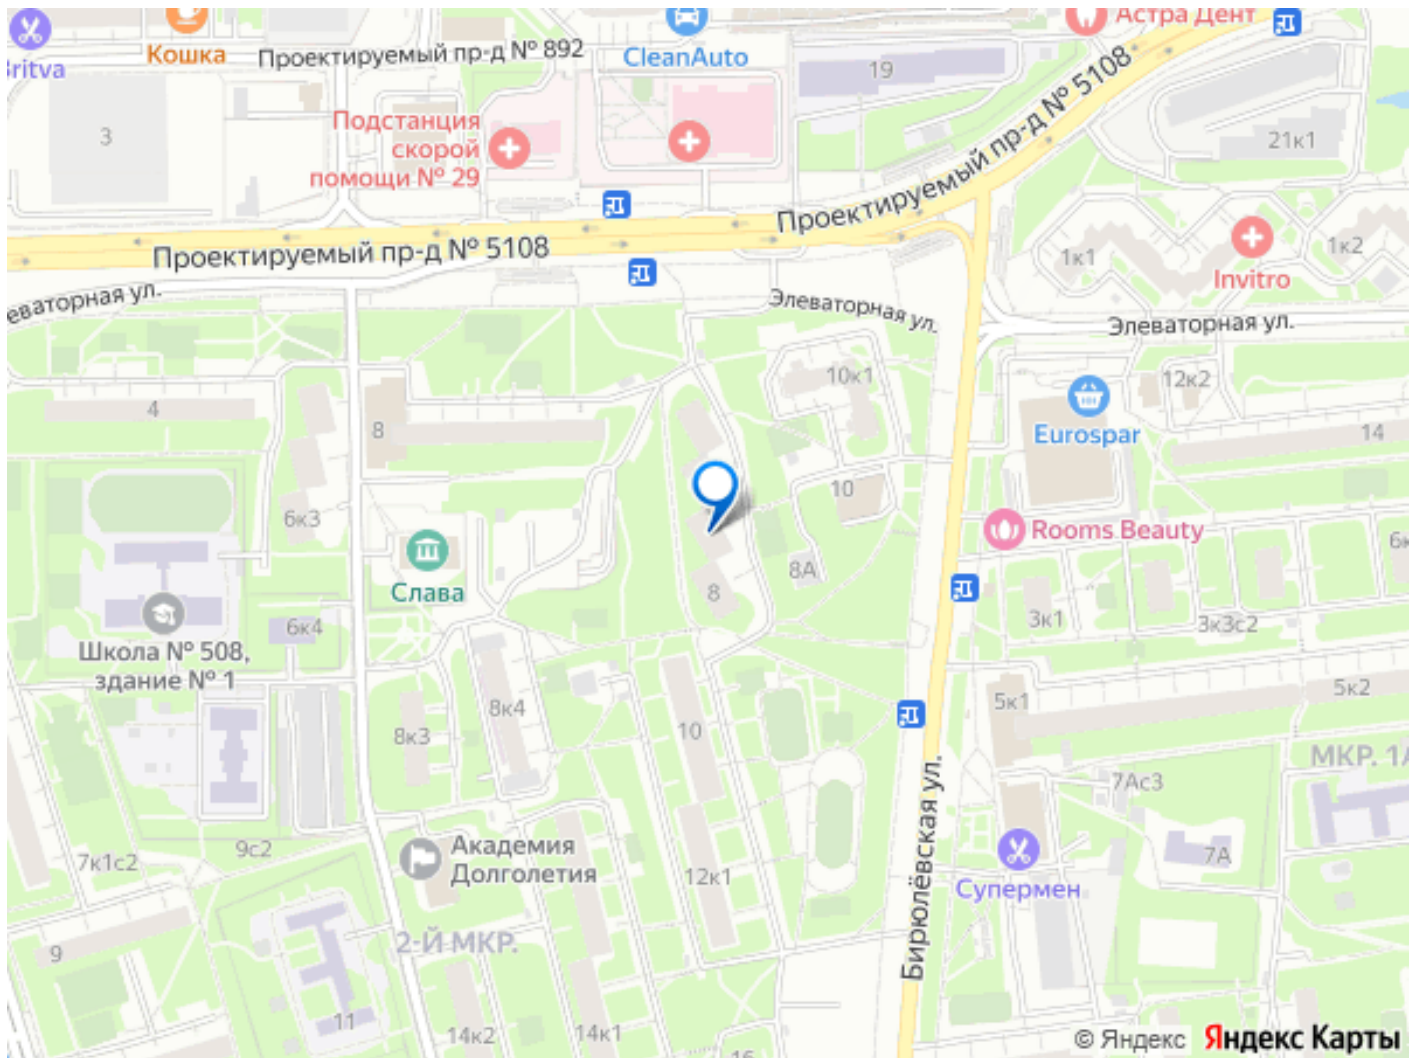 Астра Дент
Britva
Кошка
Проектируемый пр-д № 892
CleanAuto
19
Проектируемый пр-д № 5108
3
Подстанция
скорой
помощи № 29
21к1
Проектируемый пр-д № 5108
1к1
1к2
Invitro
еваторная ул.
Элеваторная ул.
Элеваторная ул.
10к1
12к2
4
8
Eurospar
14
10
6к3
Rooms Beauty
6к
Слава
8А
8
3к1
3к3с2
6к4
Школа № 508,
здание № 1
5к1
5к2
8к4
8к3
10
МКР. 1А
7Ас3
Бирюлёвская ул.
9с2
7к1с2
Академия
Долголетия
12к1
7А
Супермен
2-Й МКР.
9
11
14к2
14к1
16
© Яндекс Яндекс Карты